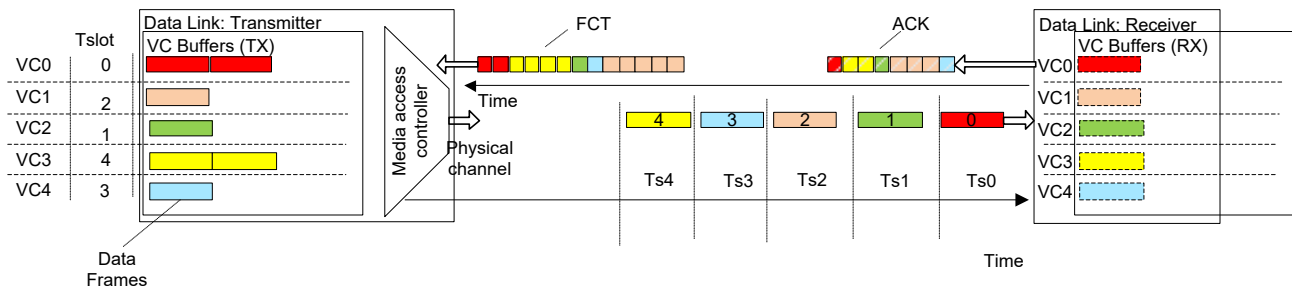 Data Link: Transmitter
FCT
ACK
Data Link: Receiver
Tslot
VC Buffers (TX)
VC Buffers (RX)
VC0 0
VC0
VC1 2
VC1
VC2 1
VC2
VC3 4
VC3
VC4 3
VC4
Media access
controller
Time
Physical
channel
4 3 2 1 0
Ts4 Ts3 Ts2 Ts1 Ts0
Data
Frames
Time